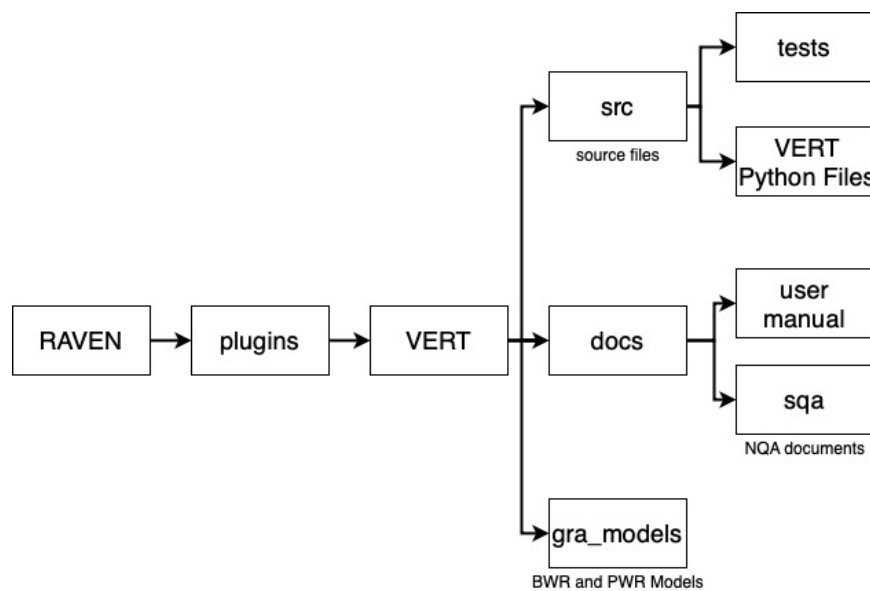 tests
src
source files
VERT
Python Files
RAVEN
plugins
VERT
docs
user
manual
sqa
NQA documents
gra_models
BWR and PWR Models